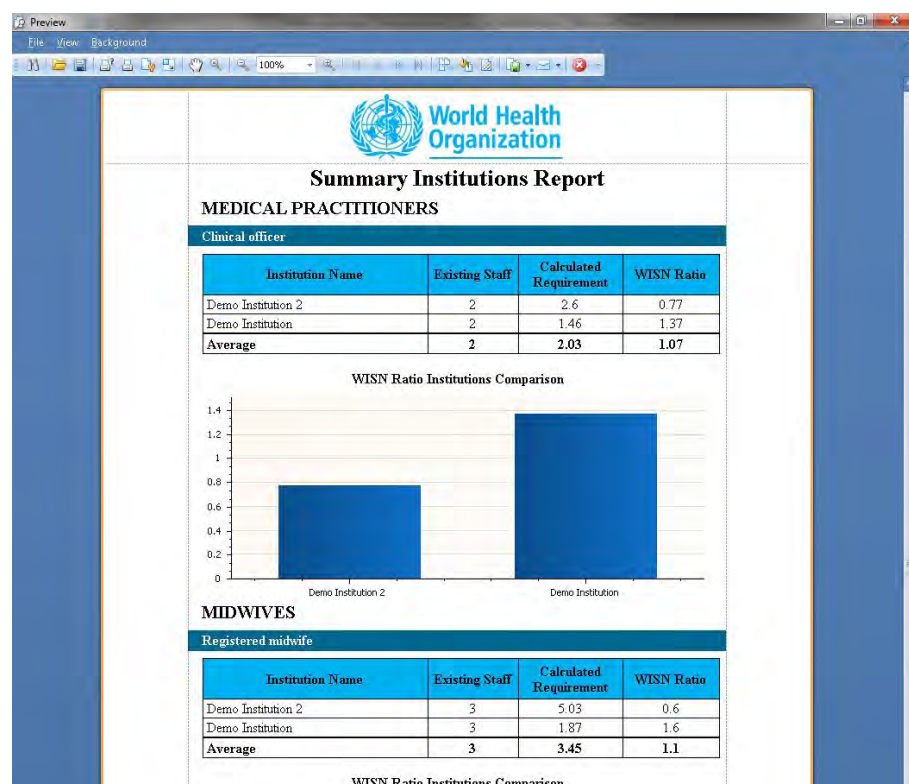 Preview
File View Background
100%
World Health
Organization
Summary Institutions Report
MEDICAL PRACTITIONERS
Clinical officer
Institution Name Existing Staff Calculated Requirement WISN Ratio
Demo Institution 2 2 2.6 0.77
Demo Institution 2 1.46 1.37
Average 2 2.03 1.07
WISN Ratio Institutions Comparison
1.4
1.2
1
0.8
0.6
0.4
0.2
0
Demo Institution 2 Demo Institution
MIDWIVES
Registered midwife
Institution Name Existing Staff Calculated Requirement WISN Ratio
Demo Institution 2 3 5.03 0.6
Demo Institution 3 1.87 1.6
Average 3 3.45 1.1
WISN Ratio Institutions Comparison